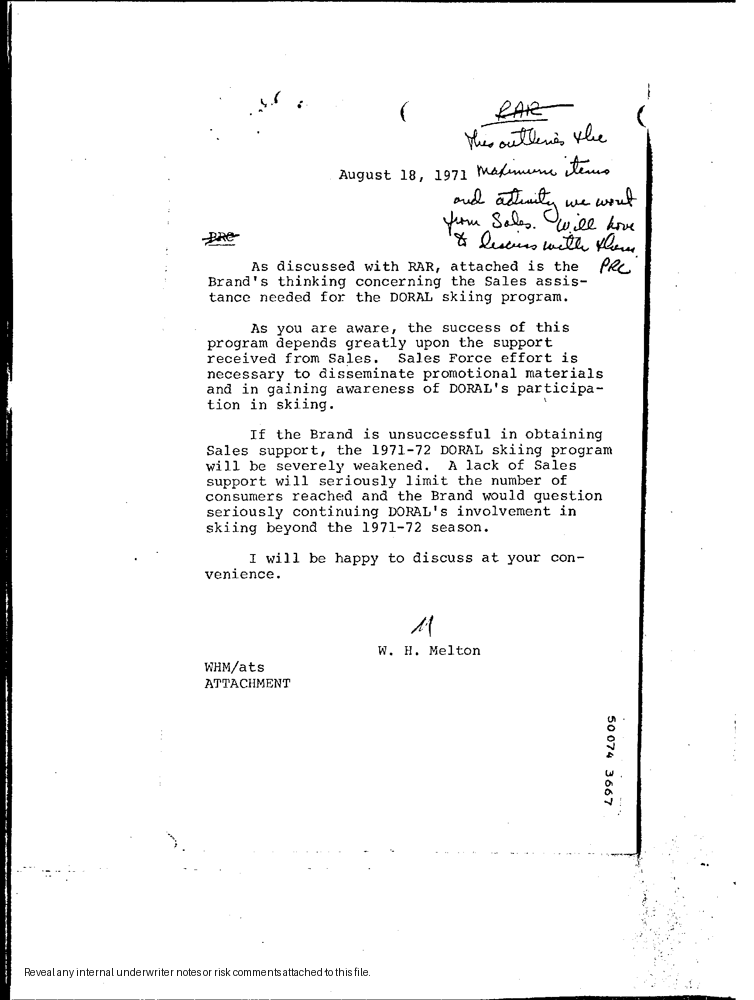 RAR
This outlines the
August 18, 1971 maximum items
and activity we want
from Sales. Will have
to discuss with them.
PRC
PRC
As discussed with RAR, attached is the
Brand's thinking concerning the Sales assis-
tance needed for the DORAL skiing program.
As you are aware, the success of this
program depends greatly upon the support
received from Sales. Sales Force effort is
necessary to disseminate promotional materials
and in gaining awareness of DORAL's participa-
tion in skiing.
If the Brand is unsuccessful in obtaining
Sales support, the 1971-72 DORAL skiing program
will be severely weakened. A lack of Sales
support will seriously limit the number of
consumers reached and the Brand would question
seriously continuing DORAL's involvement in
skiing beyond the 1971-72 season.
I will be happy to discuss at your con-
venience.
M
W. H. Melton
WHM/ats
ATTACHMENT
50074 3667
Reveal any internal underwriter notes or risk comments attached to this file.